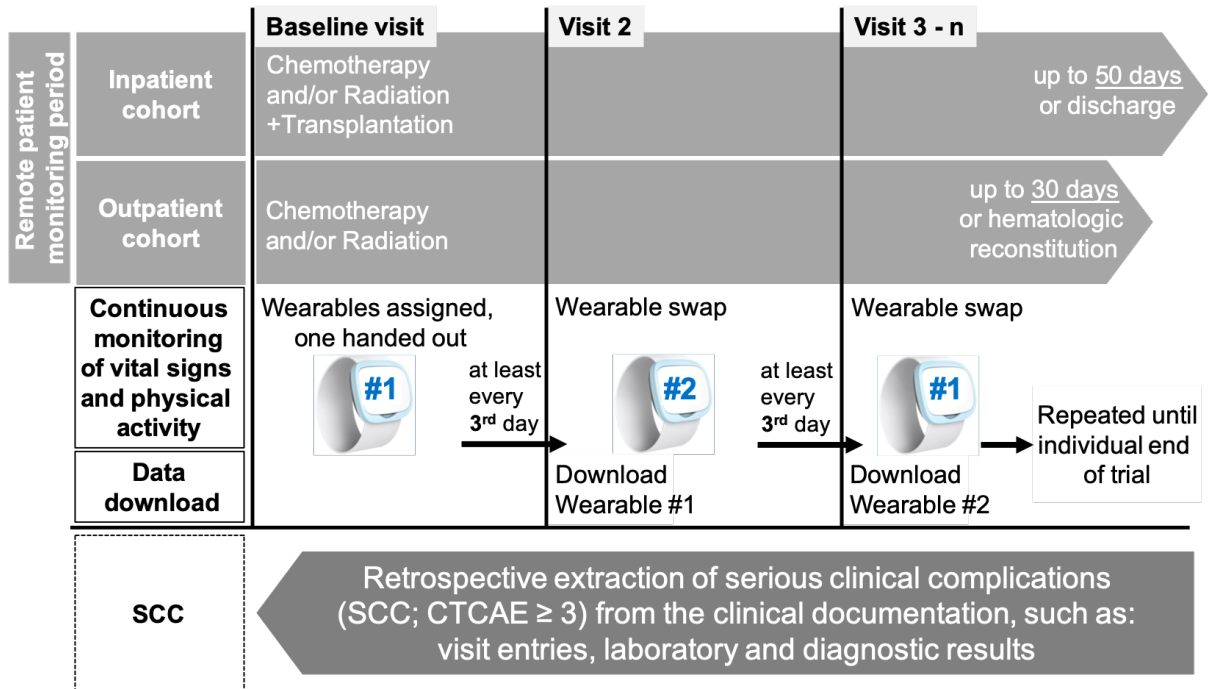 Baseline visit
Visit 2
Visit 3 - n
Remote patient
monitoring period
Inpatient
cohort
Chemotherapy
and/or Radiation
+Transplantation
up to 50 days
or discharge
Outpatient
cohort
Chemotherapy
and/or Radiation
up to 30 days
or hematologic
reconstitution
Continuous
monitoring
of vital signs
and physical
activity
Wearables assigned,
one handed out
#1
at least
every
3rd day
Wearable swap
#2
at least
every
3rd day
Wearable swap
#1
Repeated until
individual end
of trial
Data
download
Download
Wearable #1
Download
Wearable #2
SCC
Retrospective extraction of serious clinical complications
(SCC; CTCAE ≥ 3) from the clinical documentation, such as:
visit entries, laboratory and diagnostic results